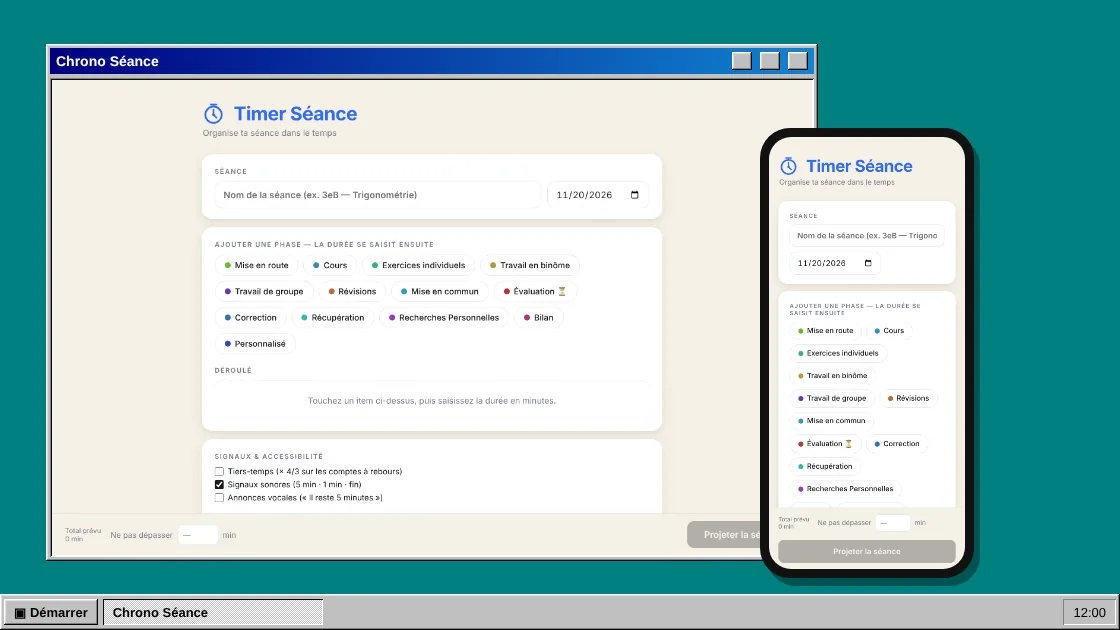 Chrono Séance
Timer Séance
Organise ta séance dans le temps
SÉANCE
Nom de la séance (ex. 3eB — Trigonométrie)
11/20/2026
AJOUTER UNE PHASE — LA DURÉE SE SAISIT ENSUITE
Mise en route
Cours
Exercices individuels
Travail en binôme
Travail de groupe
Révisions
Mise en commun
Évaluation ⏳
Correction
Récupération
Recherches Personnelles
Bilan
Personnalisé
DÉROULÉ
Touchez un item ci-dessus, puis saisissez la durée en minutes.
SIGNAUX & ACCESSIBILITÉ
Tiers-temps (× 4/3 sur les comptes à rebours)
Signaux sonores (5 min · 1 min · fin)
Annonces vocales (« Il reste 5 minutes »)
Total prévu
0 min
Ne pas dépasser
—
min
Projeter la sé
Timer Séance
Organise ta séance dans le temps
SÉANCE
Nom de la séance (ex. 3eB — Trigono
11/20/2026
AJOUTER UNE PHASE — LA DURÉE SE
SAISIT ENSUITE
Mise en route
Cours
Exercices individuels
Travail en binôme
Travail de groupe
Révisions
Mise en commun
Évaluation ⏳
Correction
Récupération
Recherches Personnelles
Total prévu
0 min
Ne pas dépasser
—
min
Projeter la séance
Démarrer
Chrono Séance
12:00